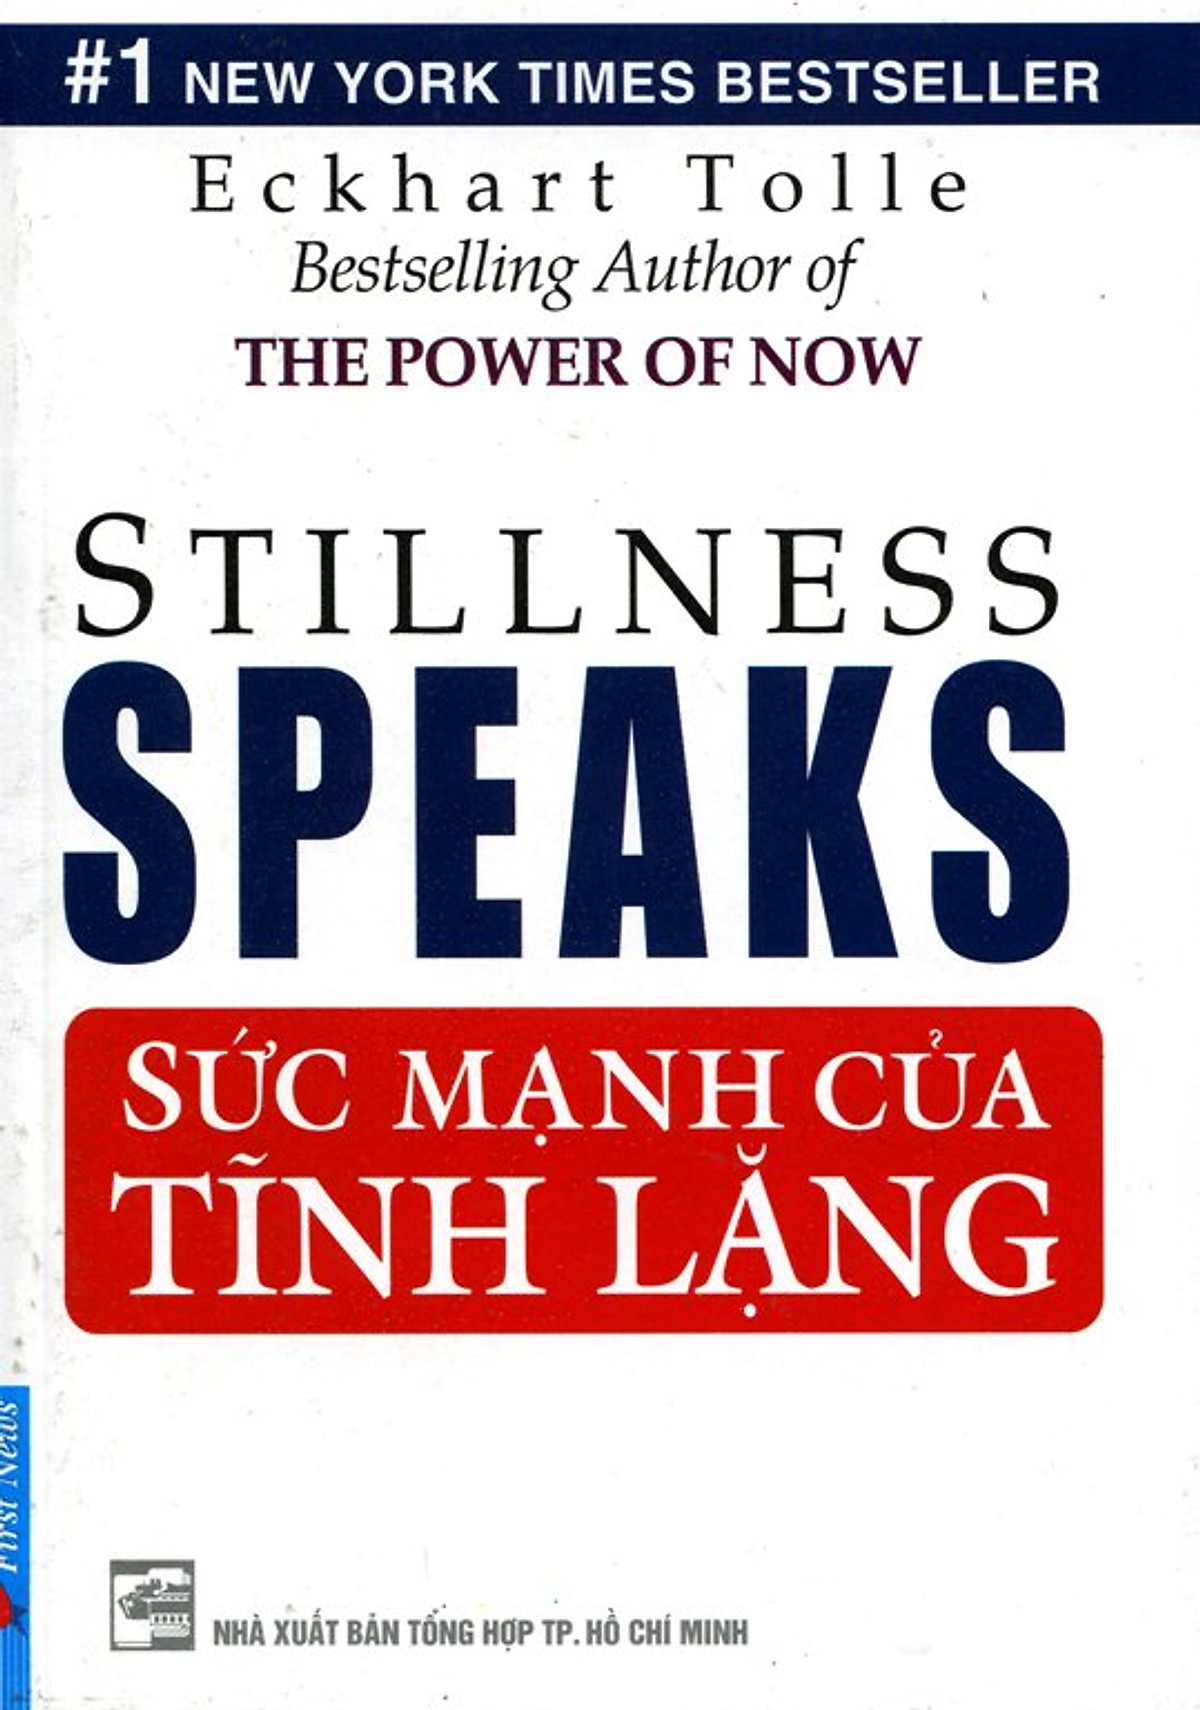 #1 NEW YORK TIMES BESTSELLER
Eckhart Tolle
Bestselling Author of
THE POWER OF NOW
STILLNESS
SPEAKS
SỨC MẠNH CỦA
TĨNH LẶNG
First News
NHÀ XUẤT BẢN TỔNG HỢP TP. HỒ CHÍ MINH